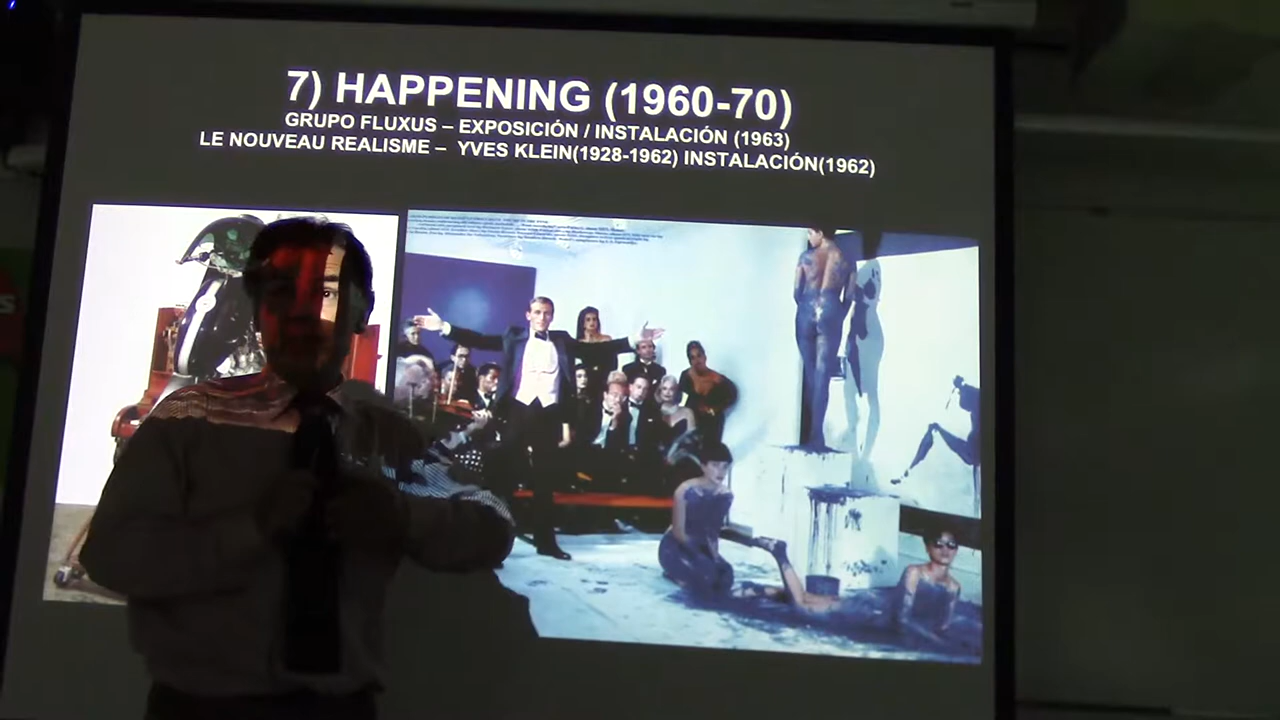 7) HAPPENING (1960-70)
GRUPO FLUXUS – EXPOSICIÓN / INSTALACIÓN (1963)
LE NOUVEAU REALISME – YVES KLEIN(1928-1962) INSTALACIÓN(1962)